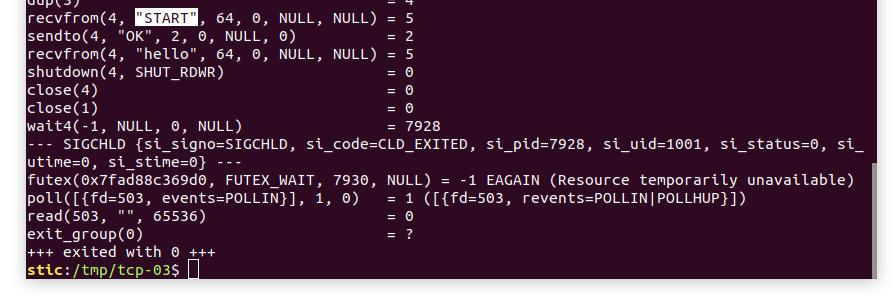 dup(3)                                  = 4
recvfrom(4, "START", 64, 0, NULL, NULL) = 5
sendto(4, "OK", 2, 0, NULL, 0)          = 2
recvfrom(4, "hello", 64, 0, NULL, NULL) = 5
shutdown(4, SHUT_RDWR)                  = 0
close(4)                                = 0
close(1)                                = 0
wait4(-1, NULL, 0, NULL)                = 7928
--- SIGCHLD {si_signo=SIGCHLD, si_code=CLD_EXITED, si_pid=7928, si_uid=1001, si_status=0, si_
utime=0, si_stime=0} ---
futex(0x7fad88c369d0, FUTEX_WAIT, 7930, NULL) = -1 EAGAIN (Resource temporarily unavailable)
poll([{fd=503, events=POLLIN}], 1, 0)   = 1 ([{fd=503, revents=POLLIN|POLLHUP}])
read(503, "", 65536)                    = 0
exit_group(0)                           = ?
+++ exited with 0 +++
stic:/tmp/tcp-03$